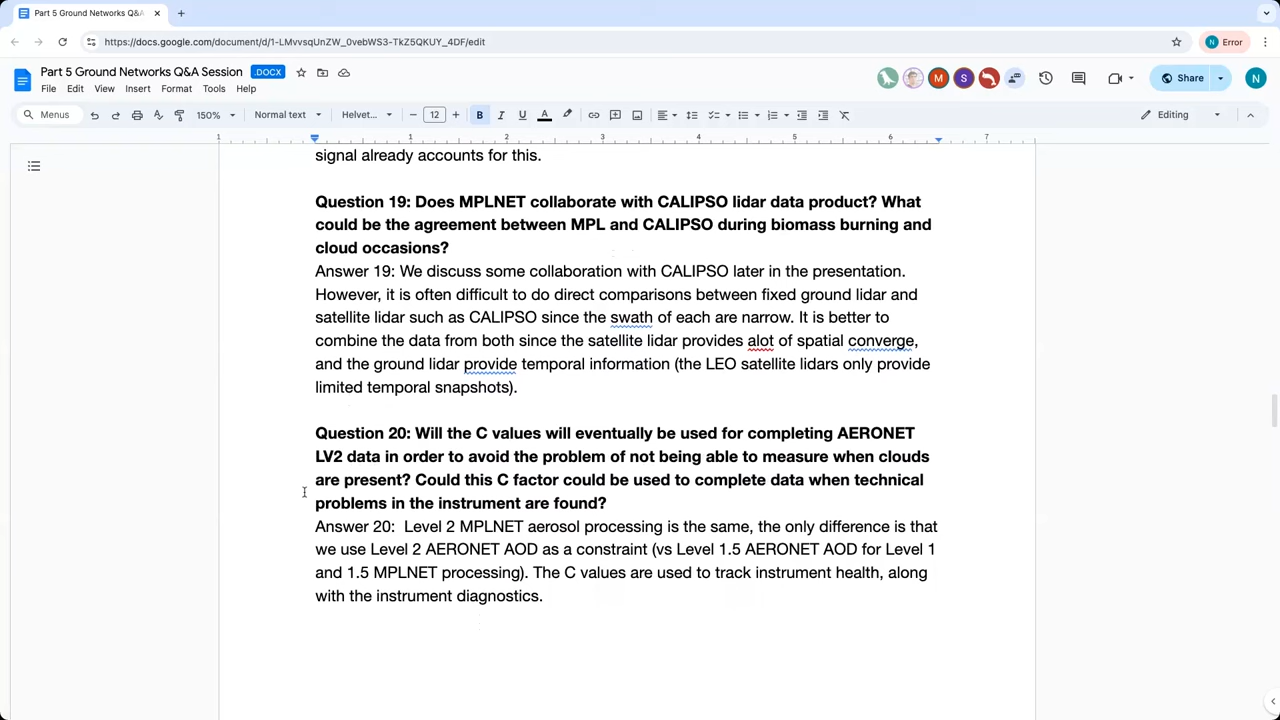 Part 5 Ground Networks Q&A
https://docs.google.com/document/d/1-LMvvsqUnZW_0vebWS3-TkZ5QKUY_4DF/edit
N Error
Part 5 Ground Networks Q&A Session .DOCX
File Edit View Insert Format Tools Help
M S Share N
Menus 150% Normal text Helvet... 12 B I U A Editing
1 1 2 3 4 5 6 7
signal already accounts for this.
Question 19: Does MPLNET collaborate with CALIPSO lidar data product? What
could be the agreement between MPL and CALIPSO during biomass burning and
cloud occasions?
Answer 19: We discuss some collaboration with CALIPSO later in the presentation.
However, it is often difficult to do direct comparisons between fixed ground lidar and
satellite lidar such as CALIPSO since the swath of each are narrow. It is better to
combine the data from both since the satellite lidar provides alot of spatial converge,
and the ground lidar provide temporal information (the LEO satellite lidars only provide
limited temporal snapshots).
Question 20: Will the C values will eventually be used for completing AERONET
LV2 data in order to avoid the problem of not being able to measure when clouds
are present? Could this C factor could be used to complete data when technical
problems in the instrument are found?
Answer 20:  Level 2 MPLNET aerosol processing is the same, the only difference is that
we use Level 2 AERONET AOD as a constraint (vs Level 1.5 AERONET AOD for Level 1
and 1.5 MPLNET processing). The C values are used to track instrument health, along
with the instrument diagnostics.